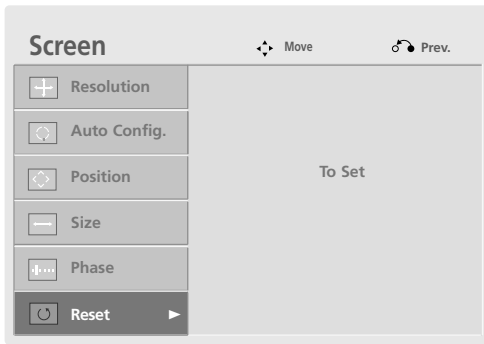 Screen
Move
Prev.
Resolution
Auto Config.
Position
Size
Phase
Reset
To Set